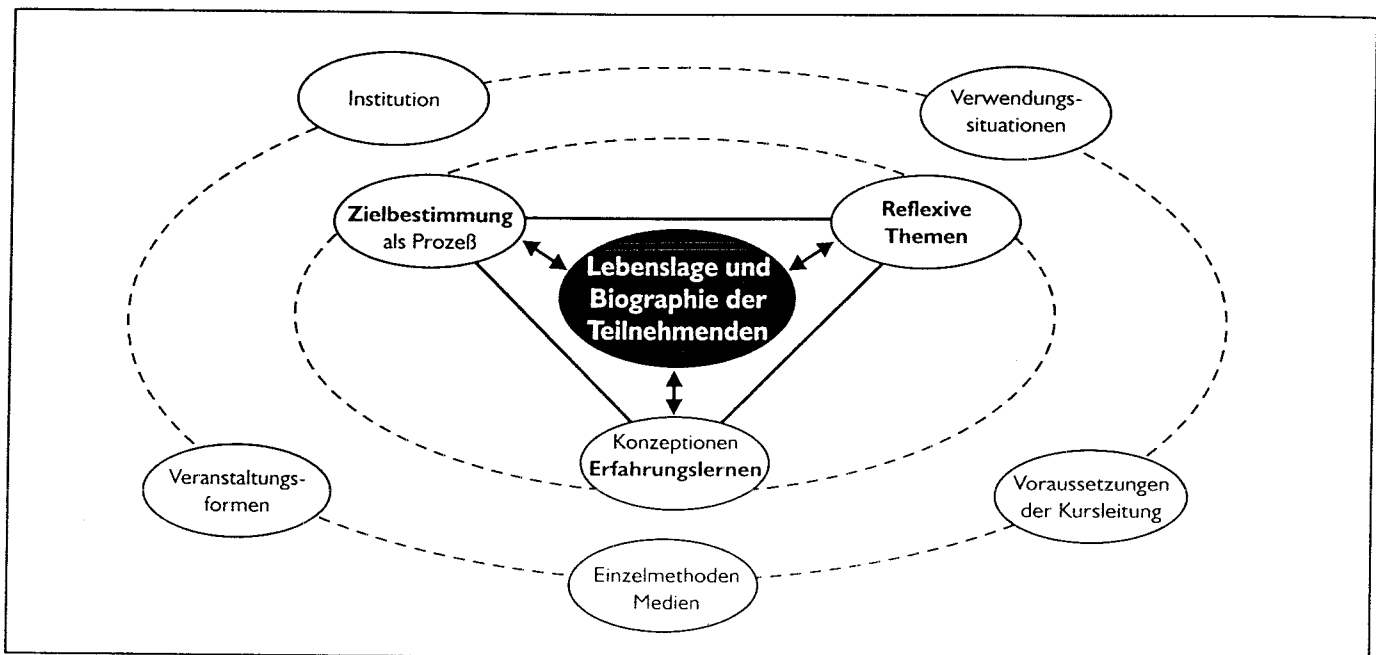 Institution
Verwendungs-
situationen
Zielbestimmung
als Prozeß
Reflexive
Themen
Lebenslage und
Biographie der
Teilnehmenden
Konzeptionen
Erfahrungslernen
Veranstaltungs-
formen
Voraussetzungen
der Kursleitung
Einzelmethoden
Medien